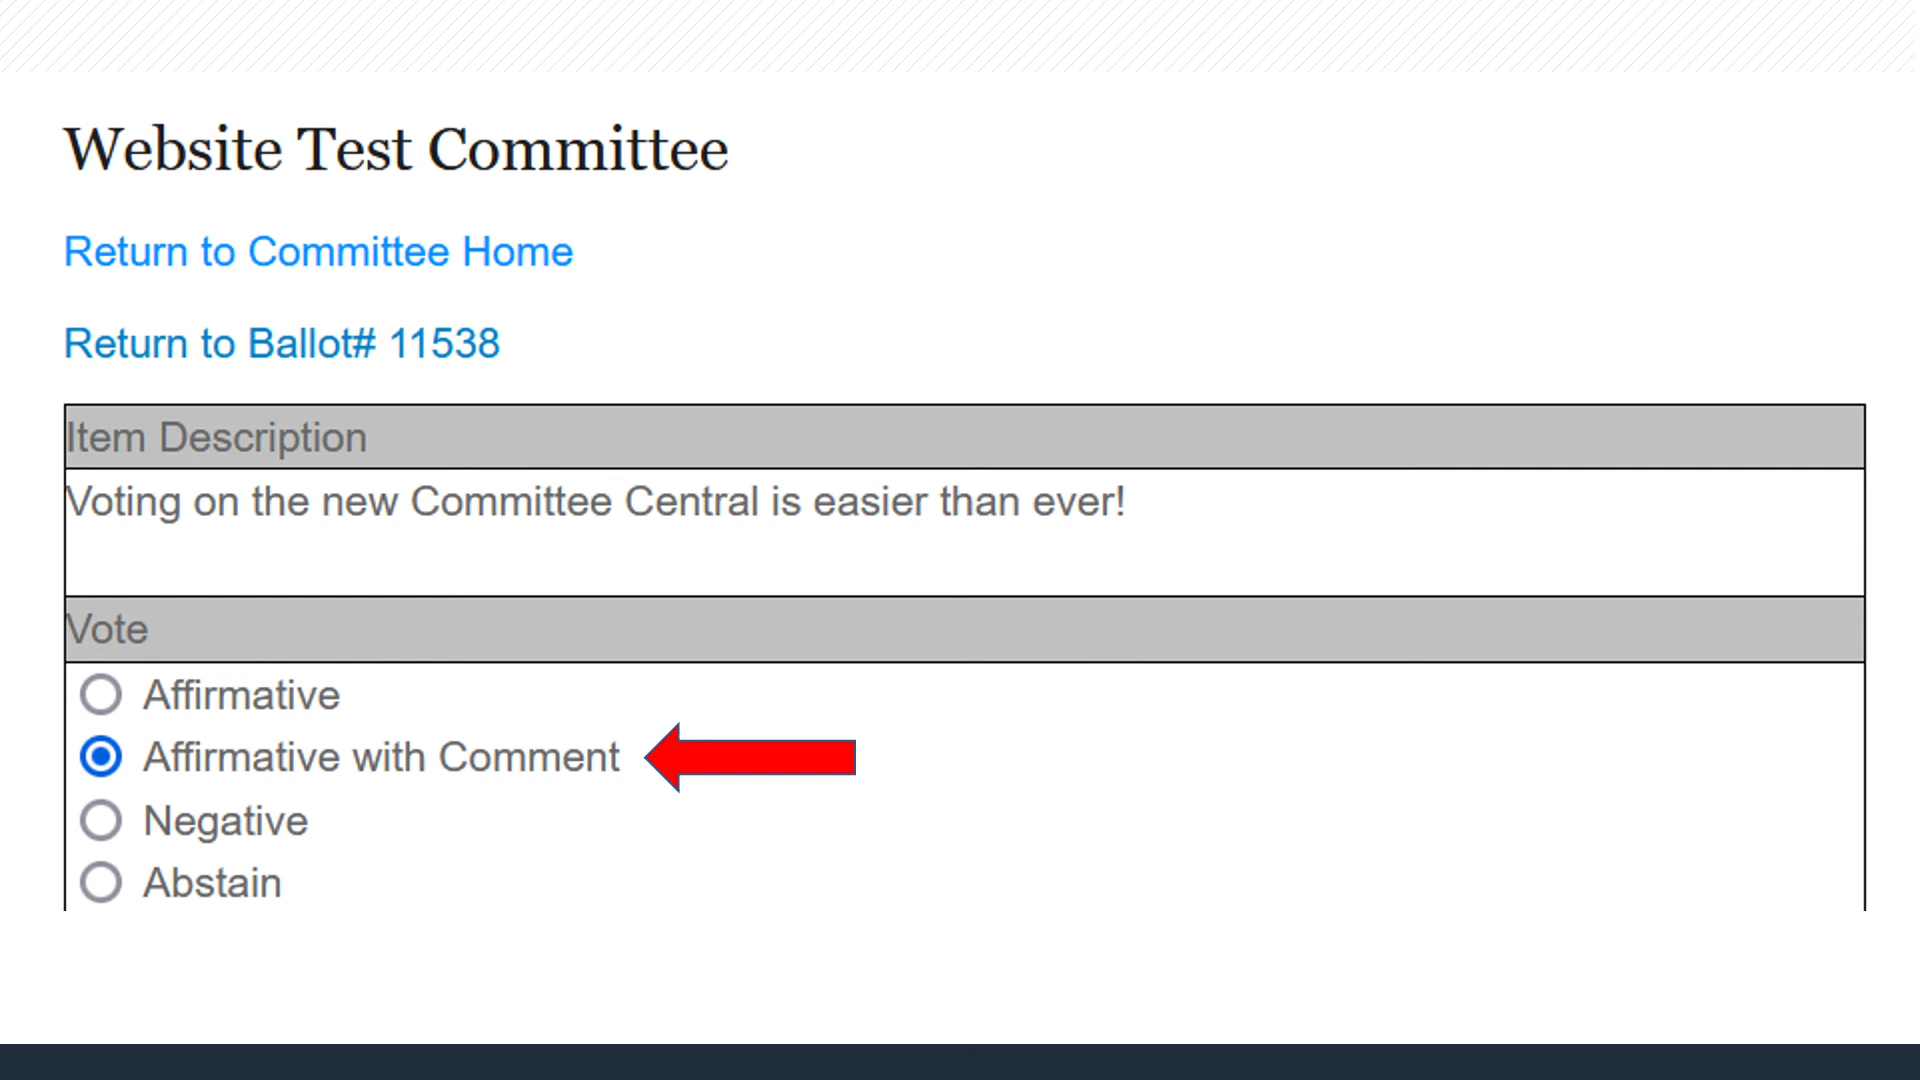 Website Test Committee
Return to Committee Home
Return to Ballot# 11538
Item Description
Voting on the new Committee Central is easier than ever!
Vote
Affirmative
Affirmative with Comment
Negative
Abstain